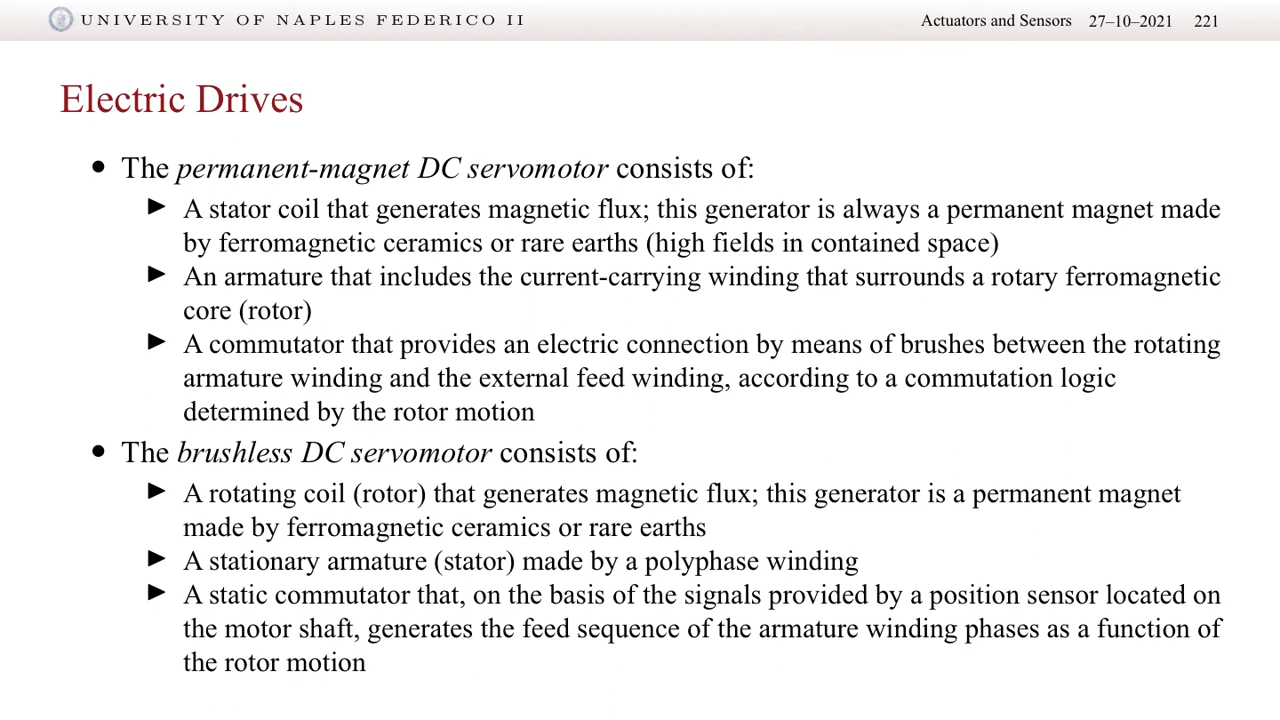 UNIVERSITY OF NAPLES FEDERICO II
Actuators and Sensors 27–10–2021 221
Electric Drives
• The permanent-magnet DC servomotor consists of:
► A stator coil that generates magnetic flux; this generator is always a permanent magnet made
by ferromagnetic ceramics or rare earths (high fields in contained space)
► An armature that includes the current-carrying winding that surrounds a rotary ferromagnetic
core (rotor)
► A commutator that provides an electric connection by means of brushes between the rotating
armature winding and the external feed winding, according to a commutation logic
determined by the rotor motion
• The brushless DC servomotor consists of:
► A rotating coil (rotor) that generates magnetic flux; this generator is a permanent magnet
made by ferromagnetic ceramics or rare earths
► A stationary armature (stator) made by a polyphase winding
► A static commutator that, on the basis of the signals provided by a position sensor located on
the motor shaft, generates the feed sequence of the armature winding phases as a function of
the rotor motion